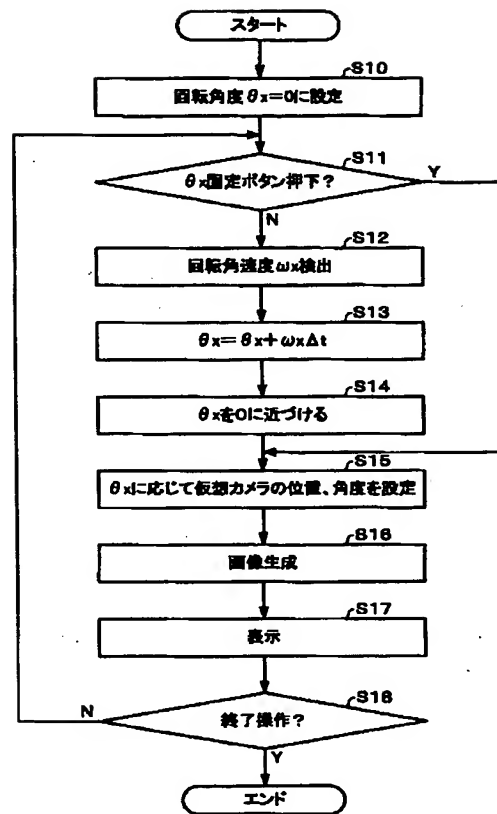 スタート
S10
回転角度θx=0に設定
S11
θx固定ボタン押下?
Y
N
S12
回転角速度ωx検出
S13
θx=θx+ωxΔt
S14
θxを0に近づける
S15
θxに応じて仮想カメラの位置、角度を設定
S16
画像生成
S17
表示
S18
終了操作?
N
Y
エンド